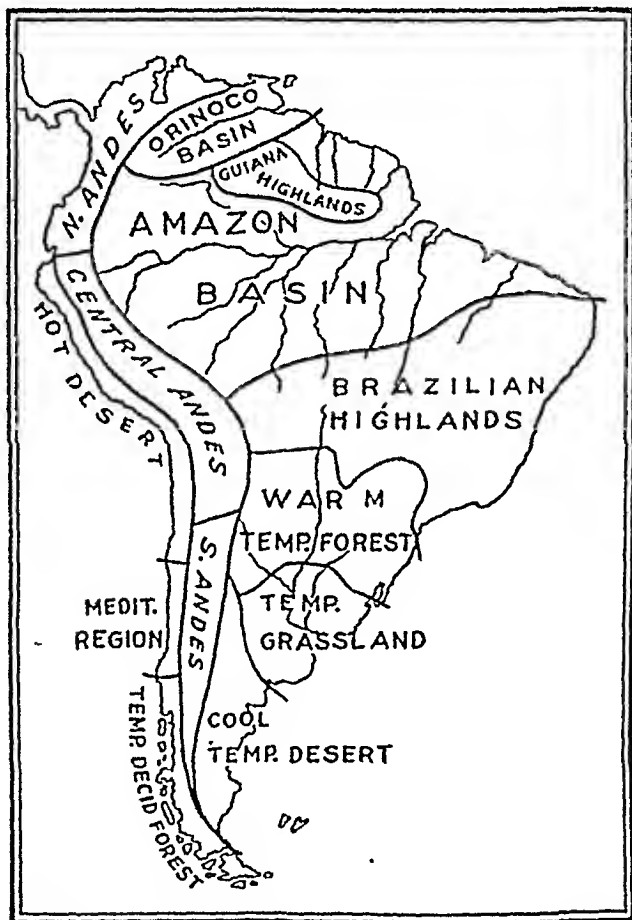 N. ANDES
ORINOCO
BASIN
GUIANA
HIGHLANDS
AMAZON
BASIN
CENTRAL ANDES
HOT DESERT
BRAZILIAN
HIGHLANDS
WARM
TEMP. FOREST
S. ANDES
MEDIT.
REGION
TEMP.
GRASSLAND
COOL
TEMP. DESERT
TEMP. DECID FOREST